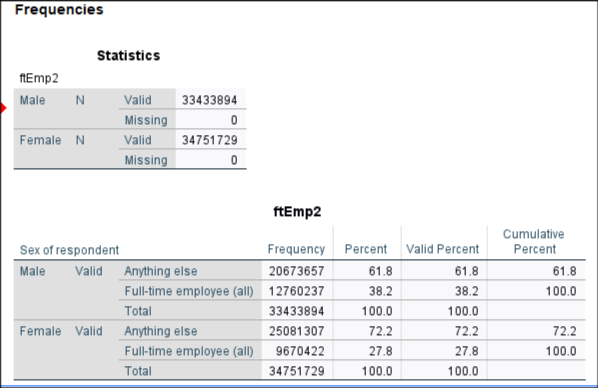 Frequencies
Statistics
ftEmp2
Male N Valid 33433894
Missing 0
Female N Valid 34751729
Missing 0
ftEmp2
Sex of respondent Frequency Percent Valid Percent Cumulative Percent
Male Valid Anything else 20673657 61.8 61.8 61.8
Full-time employee (all) 12760237 38.2 38.2 100.0
Total 33433894 100.0 100.0
Female Valid Anything else 25081307 72.2 72.2 72.2
Full-time employee (all) 9670422 27.8 27.8 100.0
Total 34751729 100.0 100.0